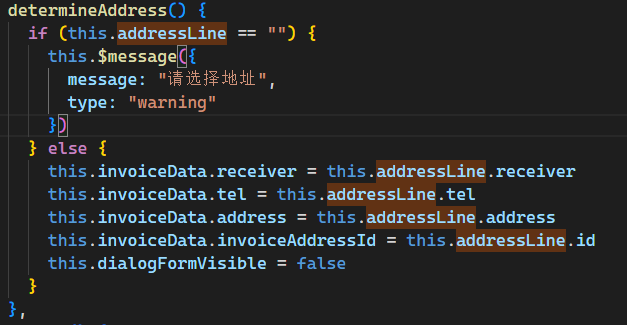 determineAddress() {
if (this.addressLine == "") {
this.$message({
message: "请选择地址",
type: "warning"
})
} else {
this.invoiceData.receiver = this.addressLine.receiver
this.invoiceData.tel = this.addressLine.tel
this.invoiceData.address = this.addressLine.address
this.invoiceData.invoiceAddressId = this.addressLine.id
this.dialogFormVisible = false
}
},